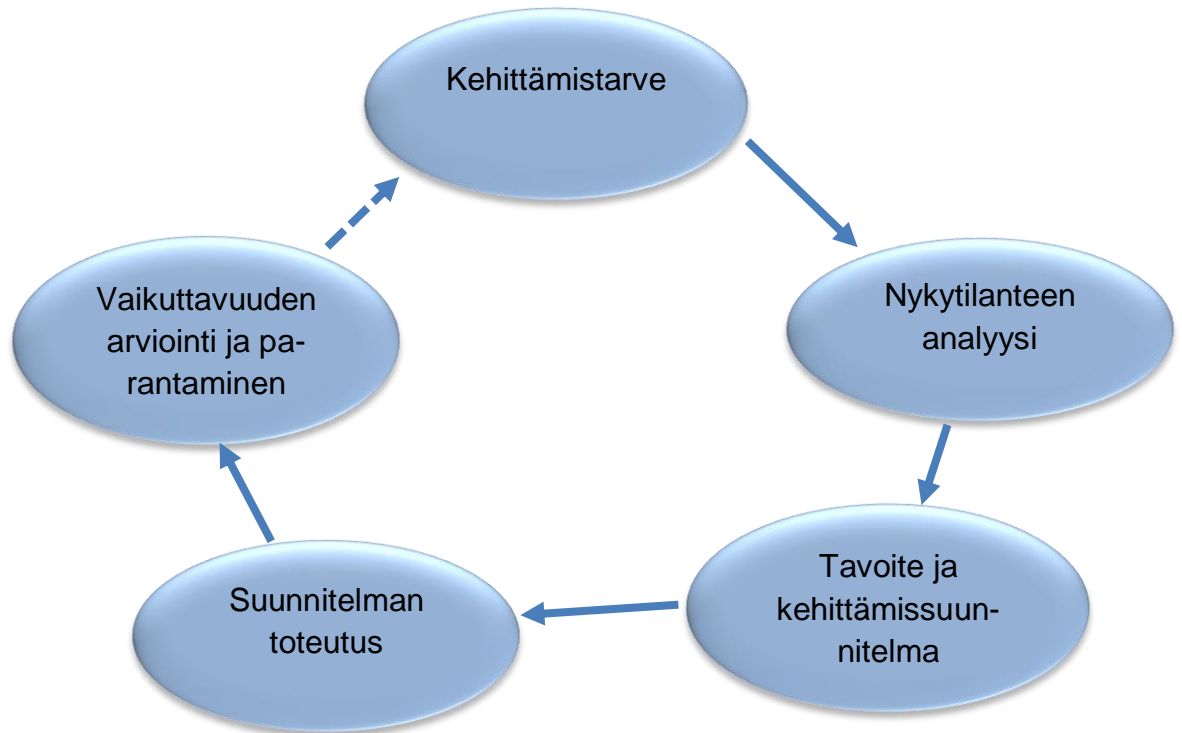 Kehittämistarve
Nykytilanteen
analyysi
Tavoite ja
kehittämissuun-
nitelma
Suunnitelman
toteutus
Vaikuttavuuden
arviointi ja pa-
rantaminen